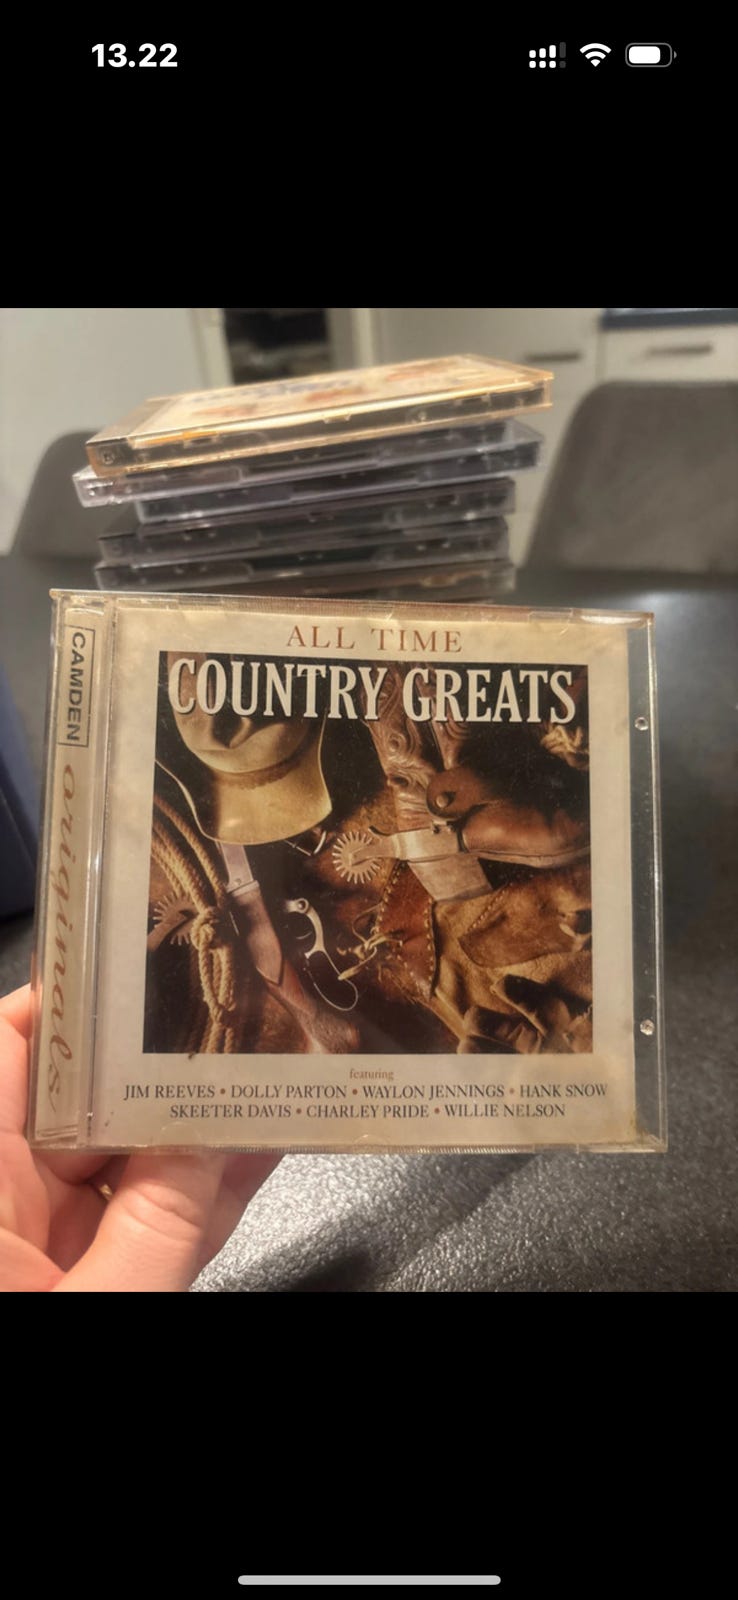 13.22
ALL TIME
COUNTRY GREATS
CAMDEN
originals
featuring
JIM REEVES • DOLLY PARTON • WAYLON JENNINGS • HANK SNOW
SKEETER DAVIS • CHARLEY PRIDE • WILLIE NELSON